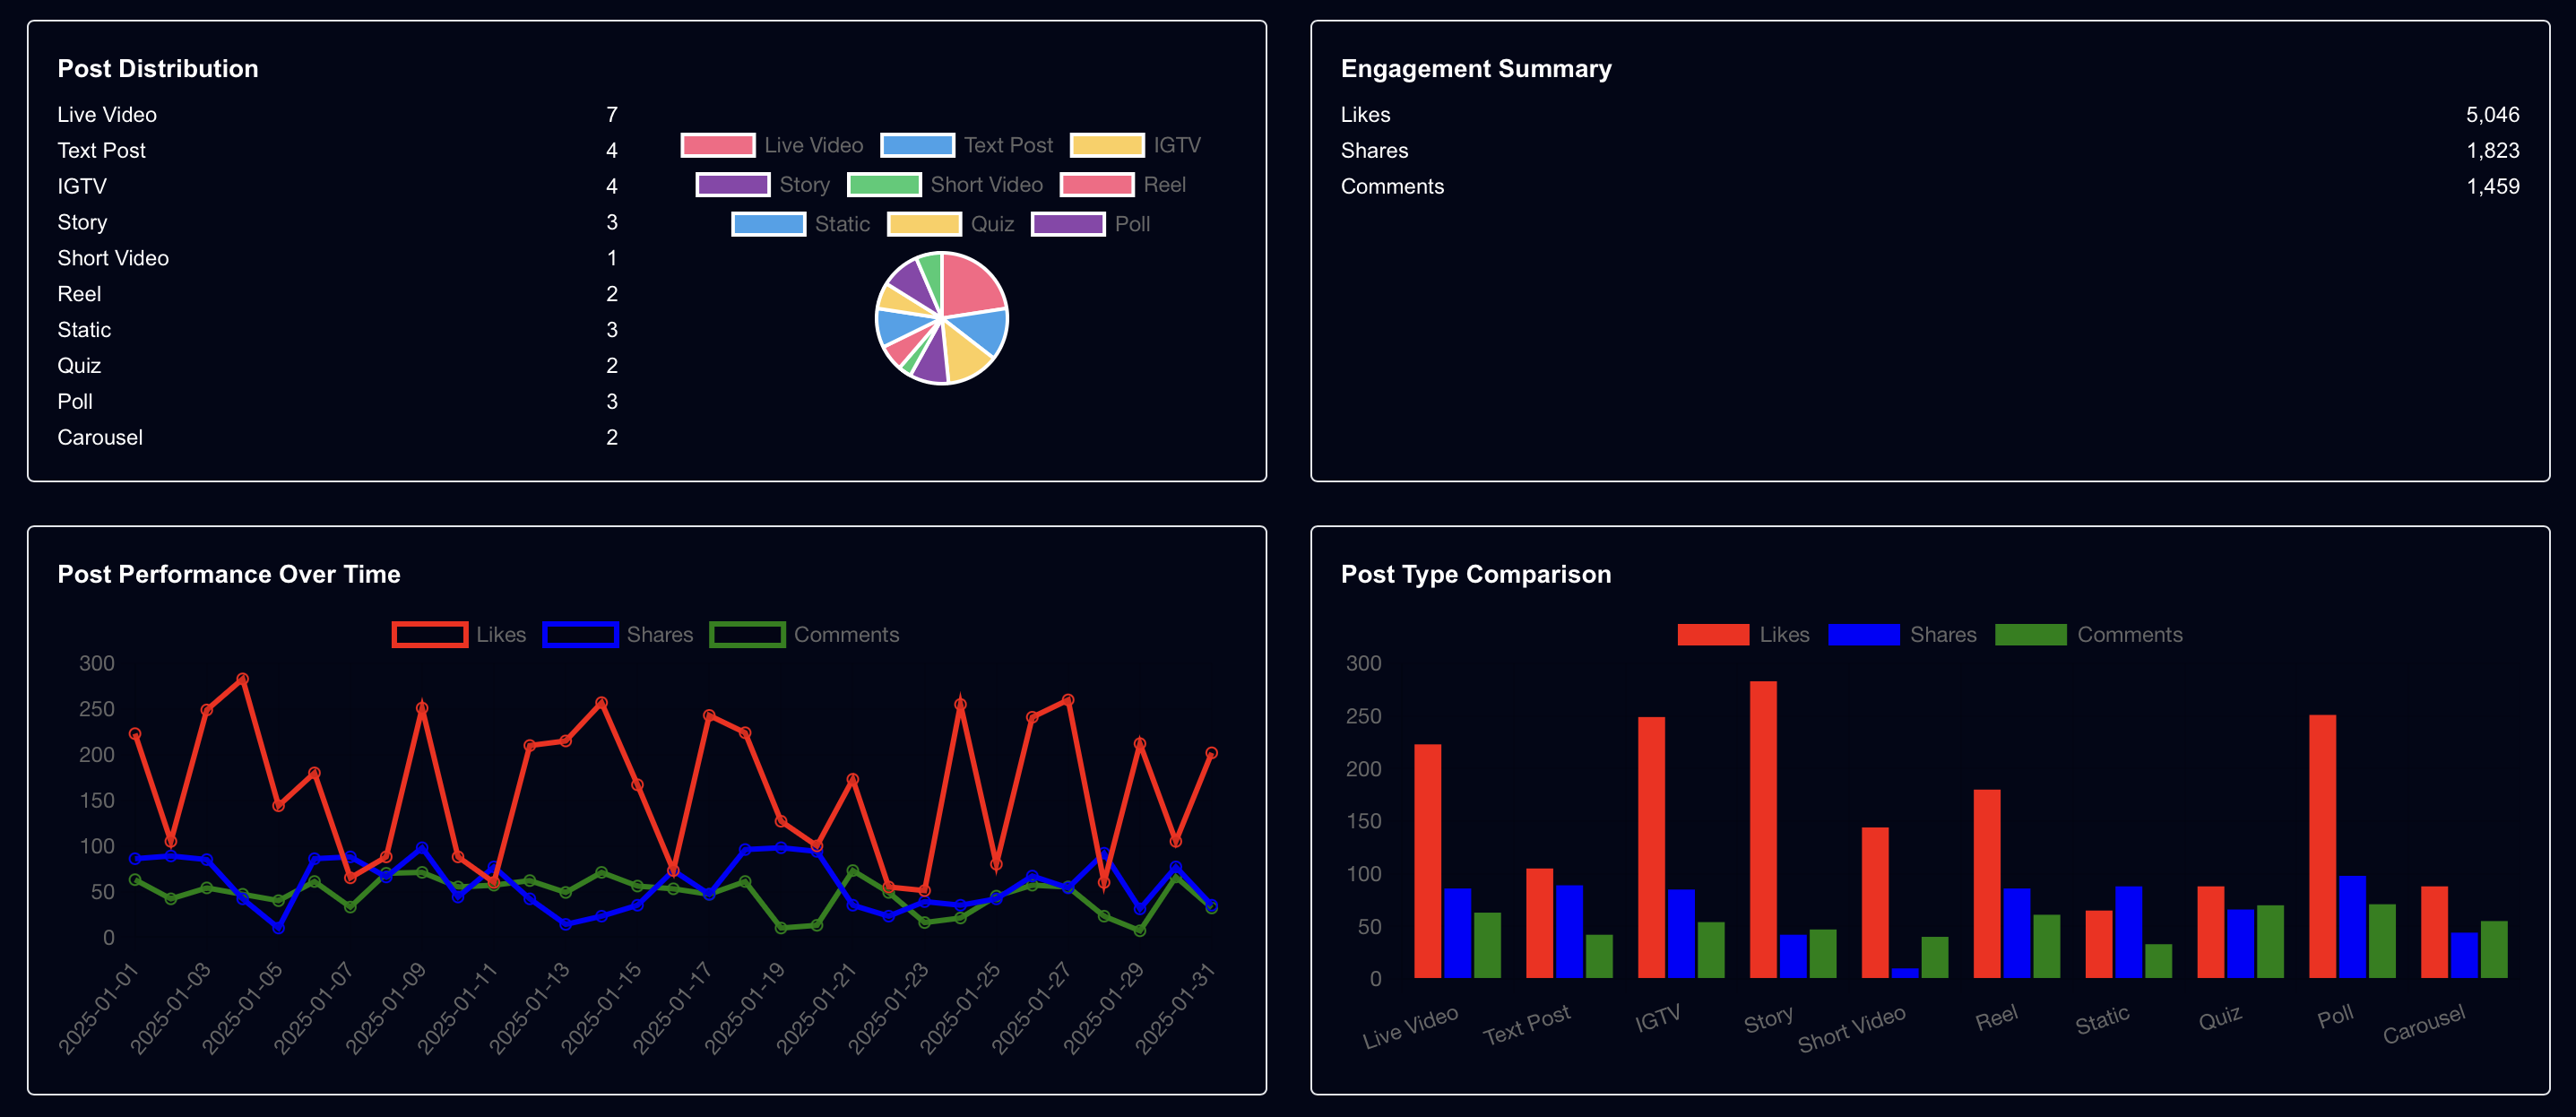 Post Distribution
Live Video 7
Text Post 4
IGTV 4
Story 3
Short Video 1
Reel 2
Static 3
Quiz 2
Poll 3
Carousel 2
Live Video Text Post IGTV
Story Short Video Reel
Static Quiz Poll
Engagement Summary
Likes 5,046
Shares 1,823
Comments 1,459
Post Performance Over Time
Likes Shares Comments
300
250
200
150
100
50
0
2025-01-01 2025-01-03 2025-01-05 2025-01-07 2025-01-09 2025-01-11 2025-01-13 2025-01-15 2025-01-17 2025-01-19 2025-01-21 2025-01-23 2025-01-25 2025-01-27 2025-01-29 2025-01-31
Post Type Comparison
Likes Shares Comments
300
250
200
150
100
50
0
Live Video Text Post IGTV Story Short Video Reel Static Quiz Poll Carousel